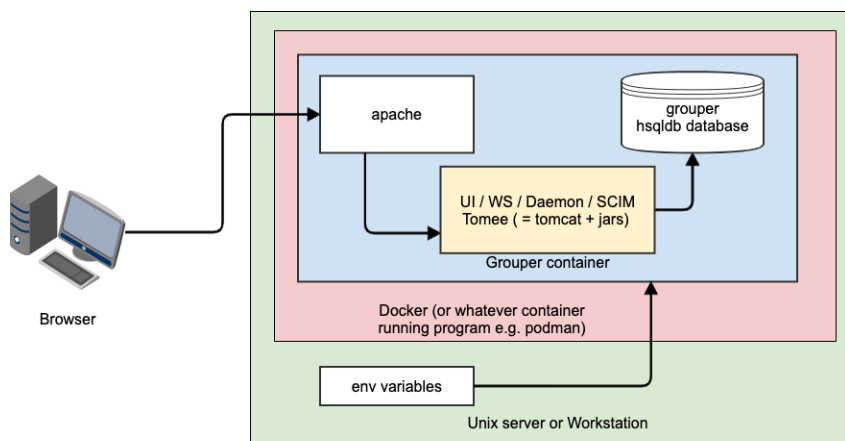 apache
grouper
hsqldb database
UI / WS / Daemon / SCIM
Tomee ( = tomcat + jars)
Grouper container
Browser
Docker (or whatever container
running program e.g. podman)
env variables
Unix server or Workstation